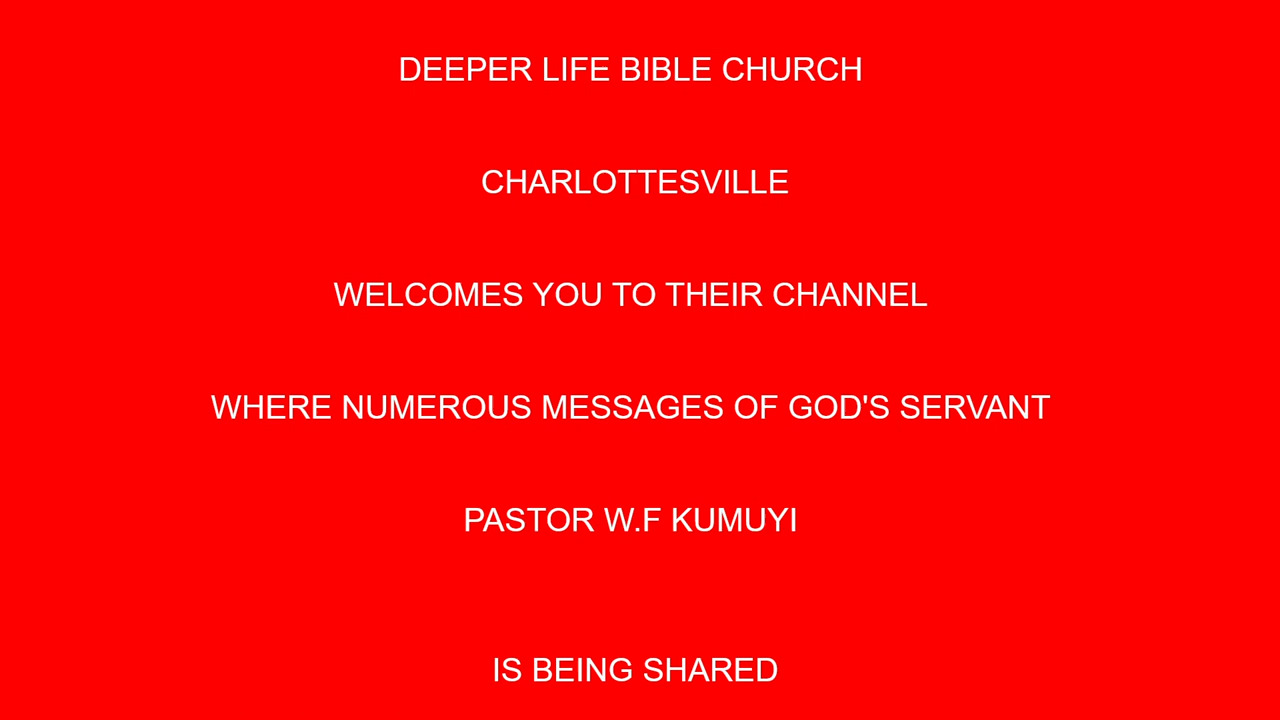 DEEPER LIFE BIBLE CHURCH
CHARLOTTESVILLE
WELCOMES YOU TO THEIR CHANNEL
WHERE NUMEROUS MESSAGES OF GOD'S SERVANT
PASTOR W.F KUMUYI
IS BEING SHARED